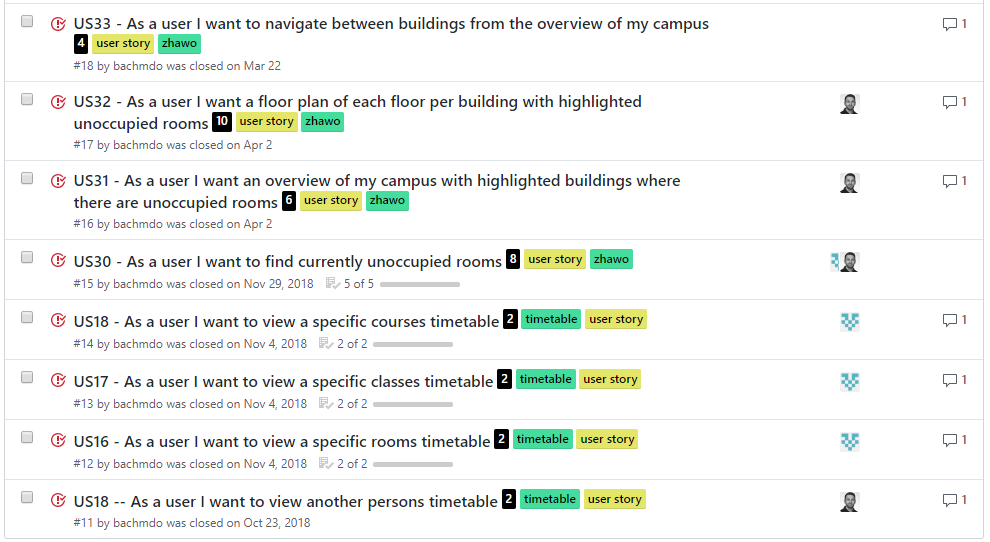 US33 - As a user I want to navigate between buildings from the overview of my campus 1
4 user story zhawo
#18 by bachmdo was closed on Mar 22
US32 - As a user I want a floor plan of each floor per building with highlighted 1
unoccupied rooms 10 user story zhawo
#17 by bachmdo was closed on Apr 2
US31 - As a user I want an overview of my campus with highlighted buildings where 1
there are unoccupied rooms 6 user story zhawo
#16 by bachmdo was closed on Apr 2
US30 - As a user I want to find currently unoccupied rooms 8 user story zhawo
#15 by bachmdo was closed on Nov 29, 2018 5 of 5
US18 - As a user I want to view a specific courses timetable 2 timetable user story 1
#14 by bachmdo was closed on Nov 4, 2018 2 of 2
US17 - As a user I want to view a specific classes timetable 2 timetable user story 1
#13 by bachmdo was closed on Nov 4, 2018 2 of 2
US16 - As a user I want to view a specific rooms timetable 2 timetable user story 1
#12 by bachmdo was closed on Nov 4, 2018 2 of 2
US18 -- As a user I want to view another persons timetable 2 timetable user story 1
#11 by bachmdo was closed on Oct 23, 2018